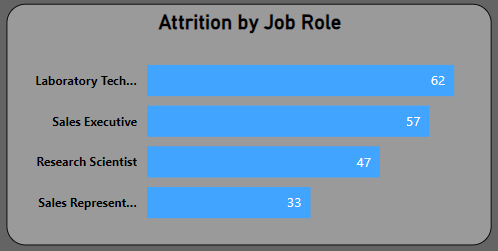 Attrition by Job Role
Laboratory Tech... 62
Sales Executive 57
Research Scientist 47
Sales Represent... 33